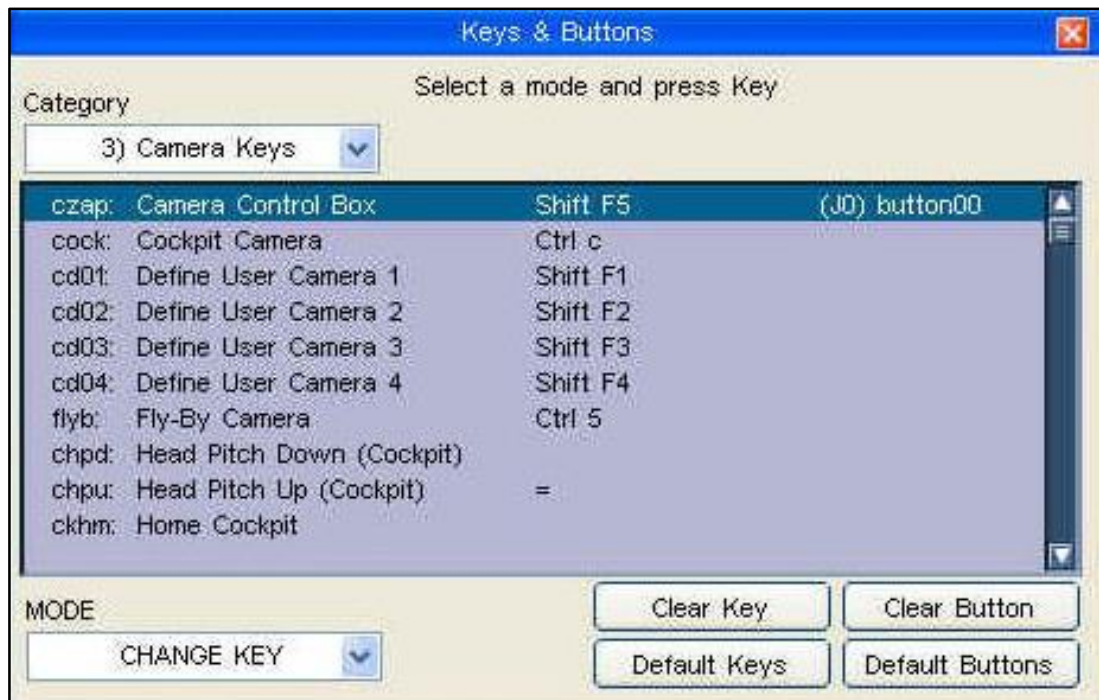 Keys & Buttons
Select a mode and press Key
Category
3) Camera Keys
czap: Camera Control Box Shift F5 (J0) button00
cock: Cockpit Camera Ctrl c
cd01: Define User Camera 1 Shift F1
cd02: Define User Camera 2 Shift F2
cd03: Define User Camera 3 Shift F3
cd04: Define User Camera 4 Shift F4
flyb: Fly-By Camera Ctrl 5
chpd: Head Pitch Down (Cockpit)
chpu: Head Pitch Up (Cockpit) =
ckhm: Home Cockpit
MODE
CHANGE KEY
Clear Key Clear Button
Default Keys Default Buttons